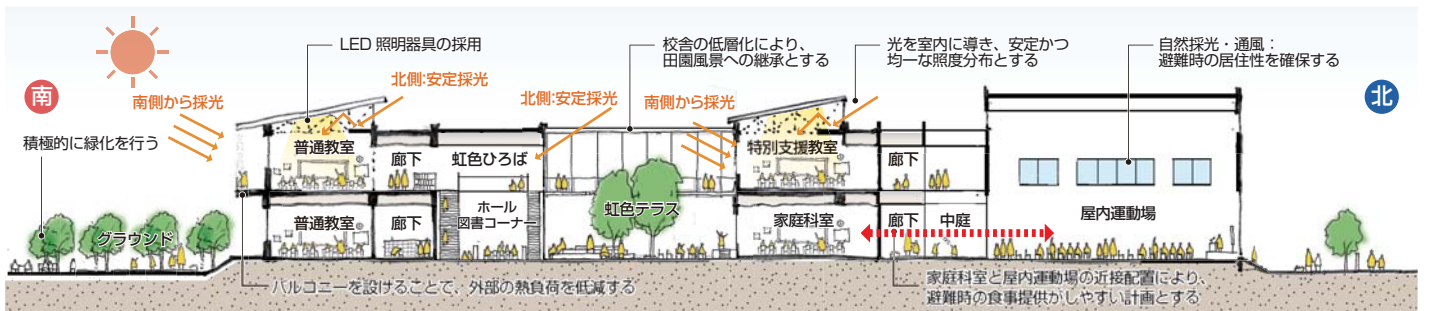 LED 照明器具の採用
校舎の低層化により、
田園風景への継承とする
光を室内に導き、安定かつ
均一な照度分布とする
自然採光・通風：
避難時の居住性を確保する
南
北
北側:安定採光
南側から採光
北側:安定採光
南側から採光
積極的に緑化を行う
普通教室
廊下
虹色ひろば
特別支援教室
廊下
グラウンド
普通教室
廊下
ホール
図書コーナー
虹色テラス
家庭科室
廊下
中庭
屋内運動場
バルコニーを設けることで、外部の熱負荷を低減する
家庭科室と屋内運動場の近接配置により、
避難時の食事提供がしやすい計画とする